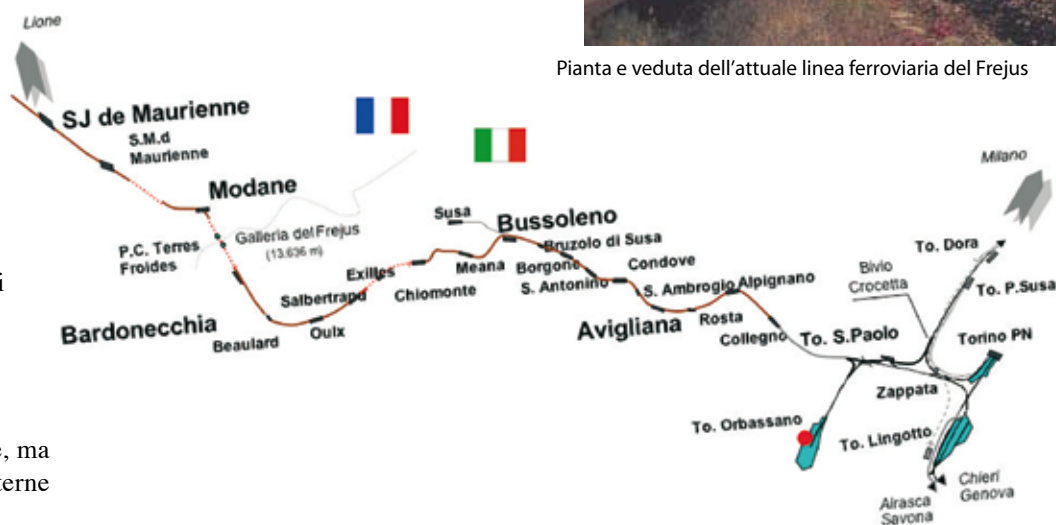 Lione
Pianta e veduta dell'attuale linea ferroviaria del Frejus
SJ de Maurienne
S.M.d
Maurienne
Modane
P.C. Terres
Froides
Galleria del Frejus
(13.636 m)
Bardonecchia
Beaulard
Oulx
Salbertrapd
Exilles
Chiomonte
Meana
Susa
Bussoleno
Bruzolo di Susa
Borgone
Condove
S. Antonino
Avigliana
S. Ambrogio
Rosta
Alpignano
Collegno
To. S.Paolo
Bivio
Crocetta
Milano
To. Dora
To. P.Susa
Torino PN
Zappata
To. Orbassano
To. Lingotto
Chieri
Genova
Airasca
Savona
i
e, ma
terne